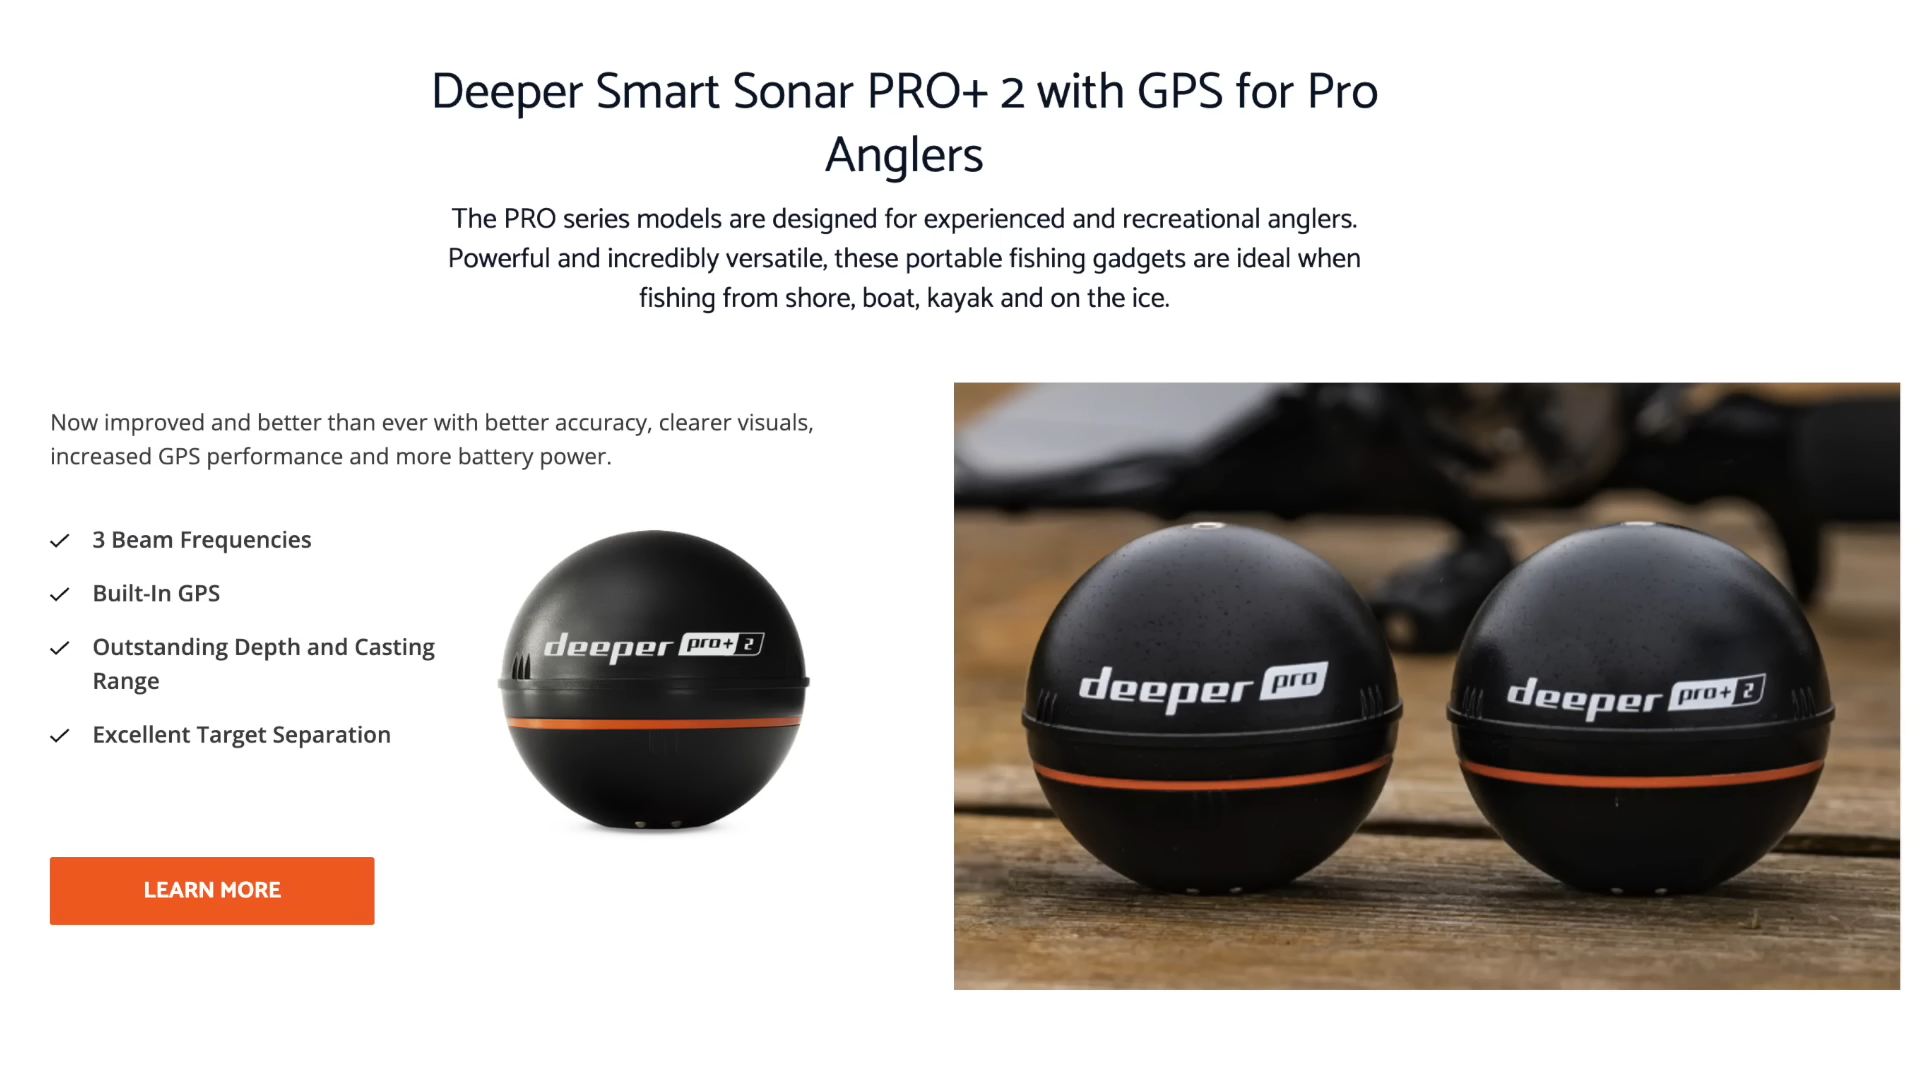 Deeper Smart Sonar PRO+ 2 with GPS for Pro
Anglers
The PRO series models are designed for experienced and recreational anglers.
Powerful and incredibly versatile, these portable fishing gadgets are ideal when
fishing from shore, boat, kayak and on the ice.
Now improved and better than ever with better accuracy, clearer visuals,
increased GPS performance and more battery power.
3 Beam Frequencies
Built-In GPS
Outstanding Depth and Casting
Range
Excellent Target Separation
LEARN MORE
deeper pro+ 2
deeper pro
deeper pro+ 2